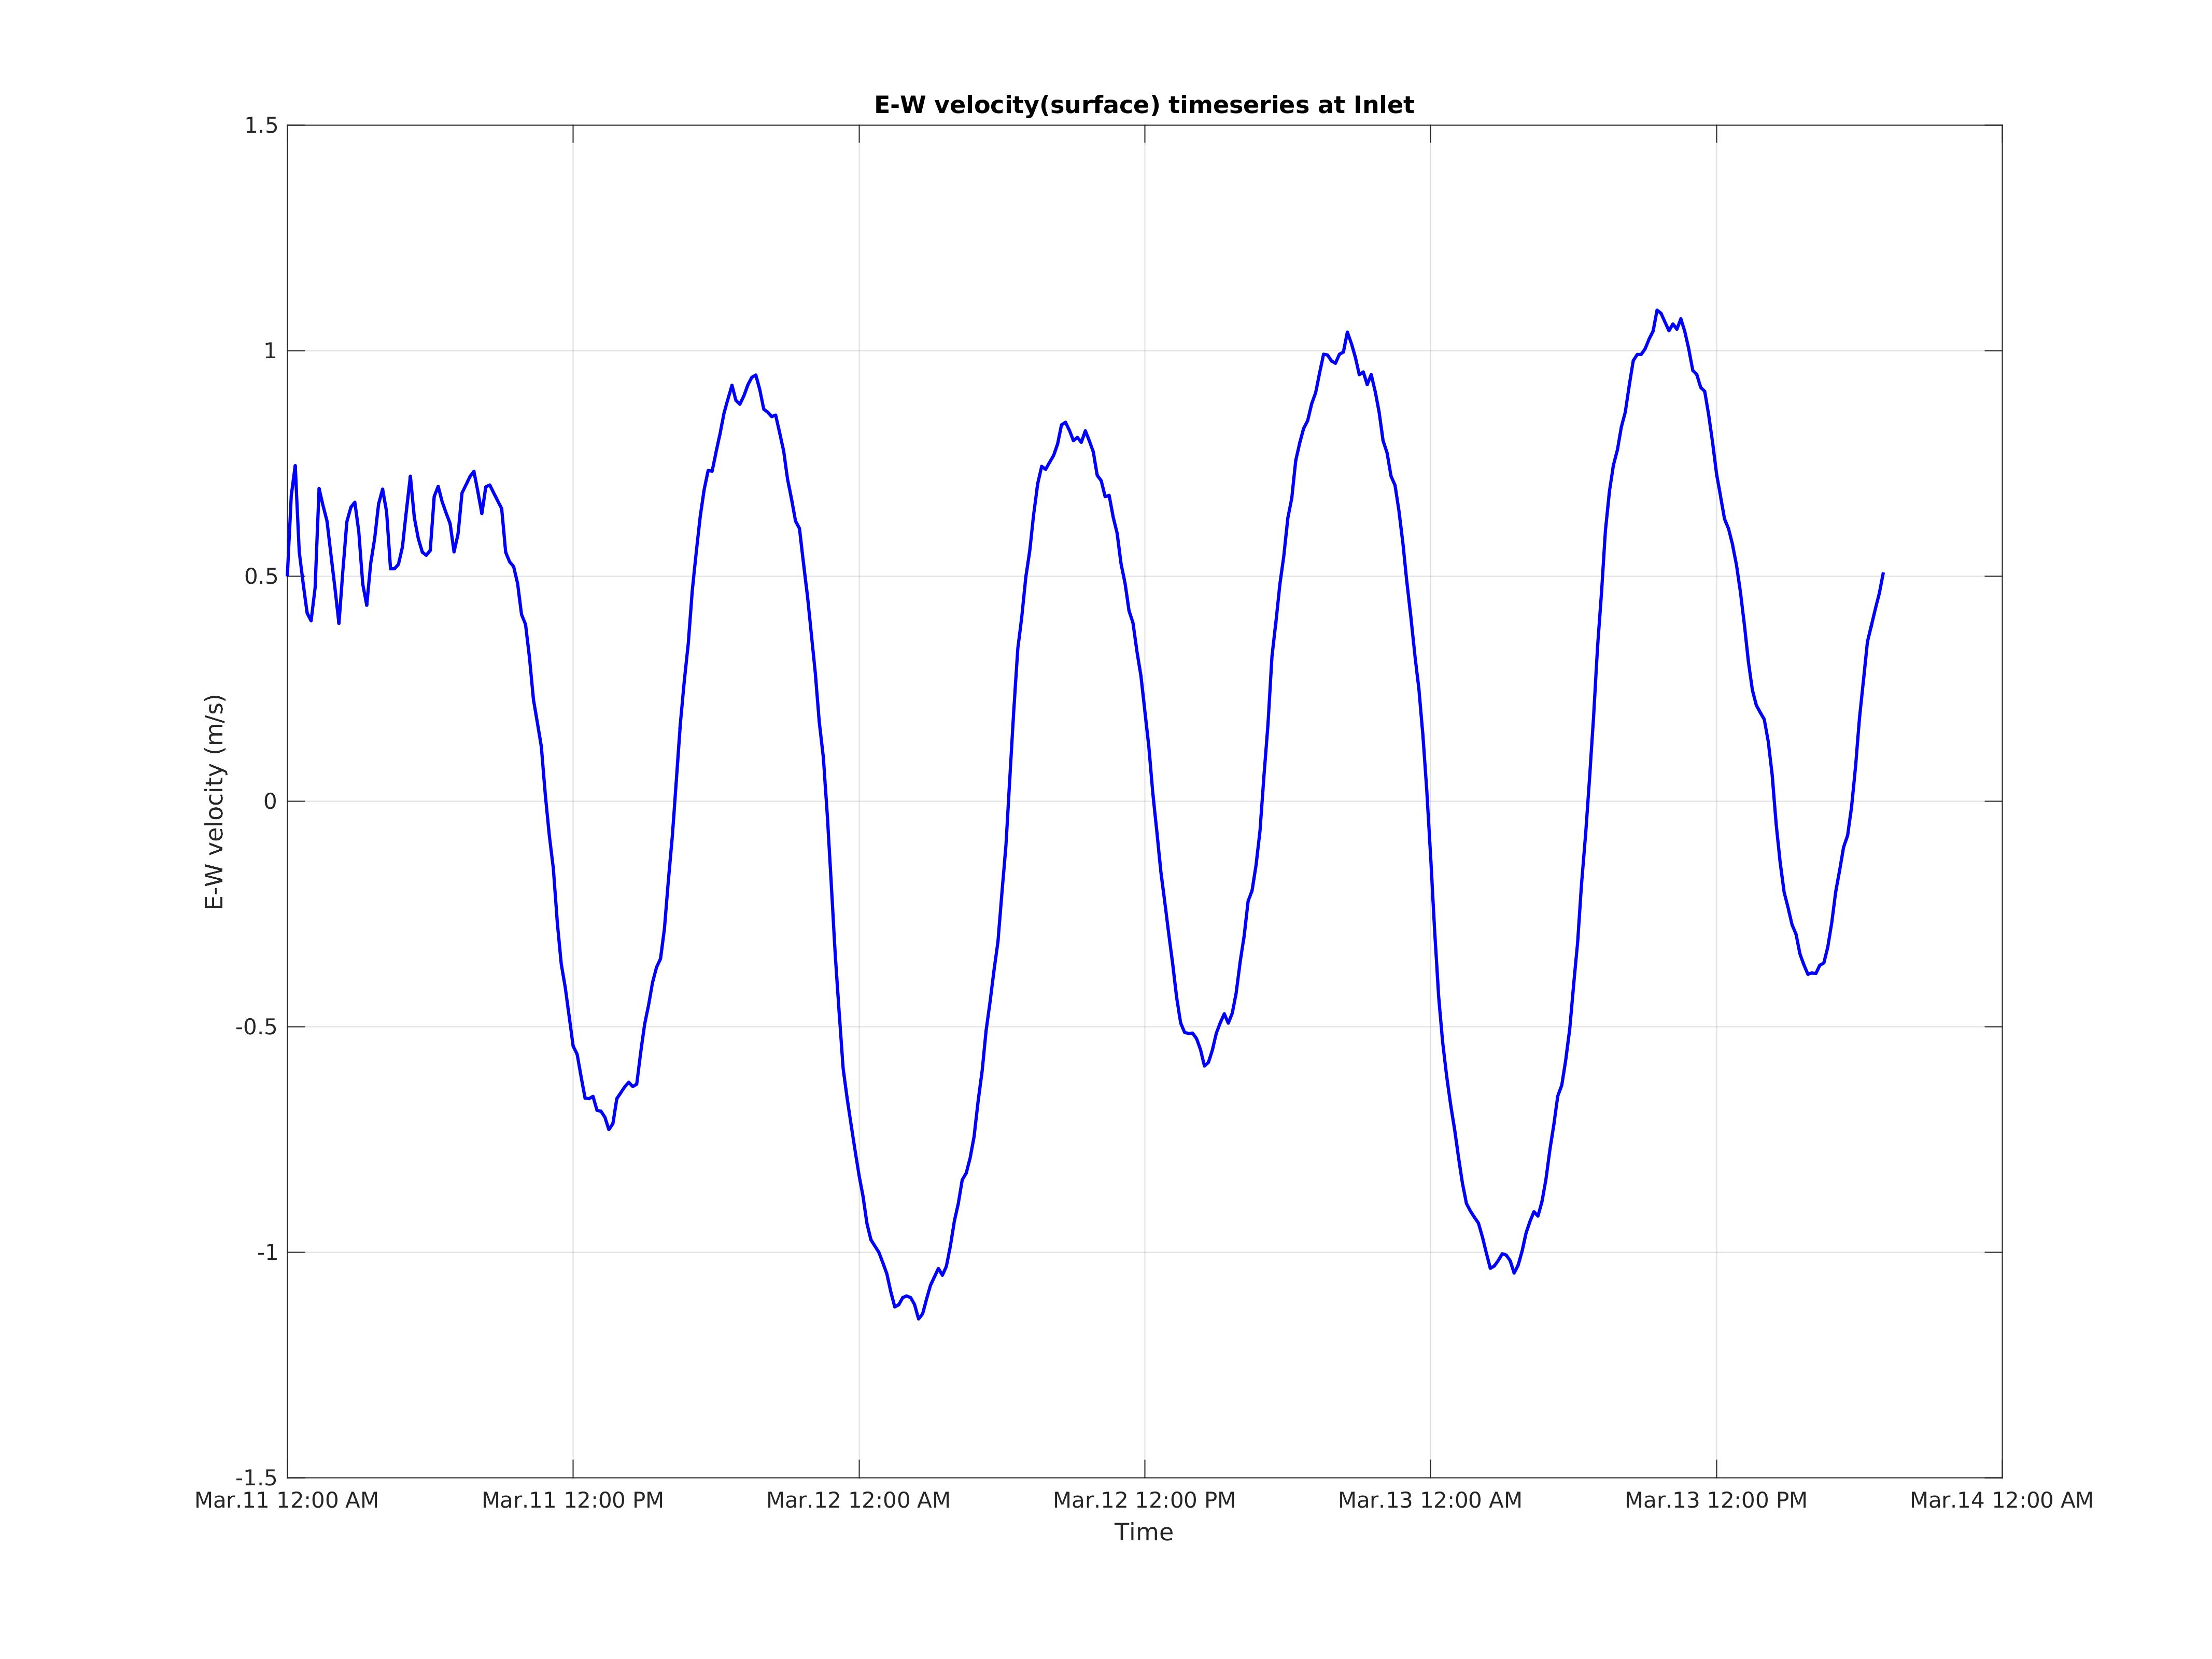 E-W velocity(surface) timeseries at Inlet
1.5
1
0.5
0
-0.5
-1
-1.5
E-W velocity (m/s)
Mar.11 12:00 AM Mar.11 12:00 PM Mar.12 12:00 AM Mar.12 12:00 PM Mar.13 12:00 AM Mar.13 12:00 PM Mar.14 12:00 AM
Time